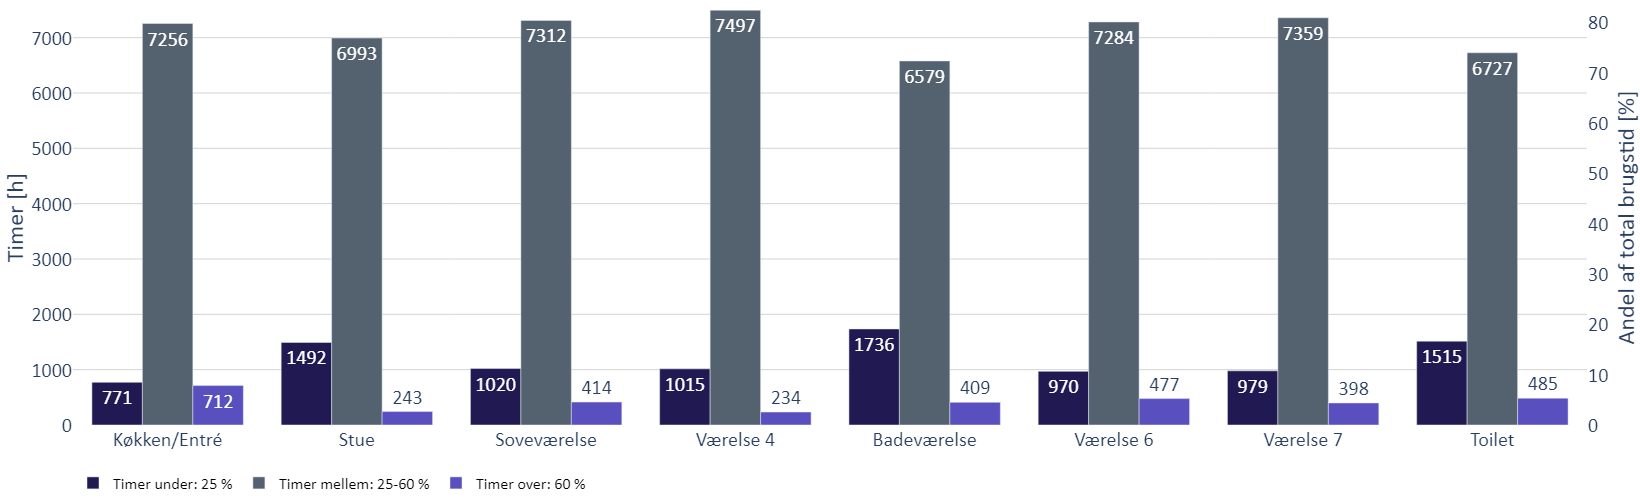 Timer [h]
7000
6000
5000
4000
3000
2000
1000
0
771 7256 712
1492 6993 243
1020 7312 414
1015 7497 234
1736 6579 409
970 7284 477
979 7359 398
1515 6727 485
Køkken/Entré Stue Soveværelse Værelse 4 Badeværelse Værelse 6 Værelse 7 Toilet
80
70
60
50
40
30
20
10
0
Andel af total brugstid [%]
Timer under: 25 % Timer mellem: 25-60 % Timer over: 60 %